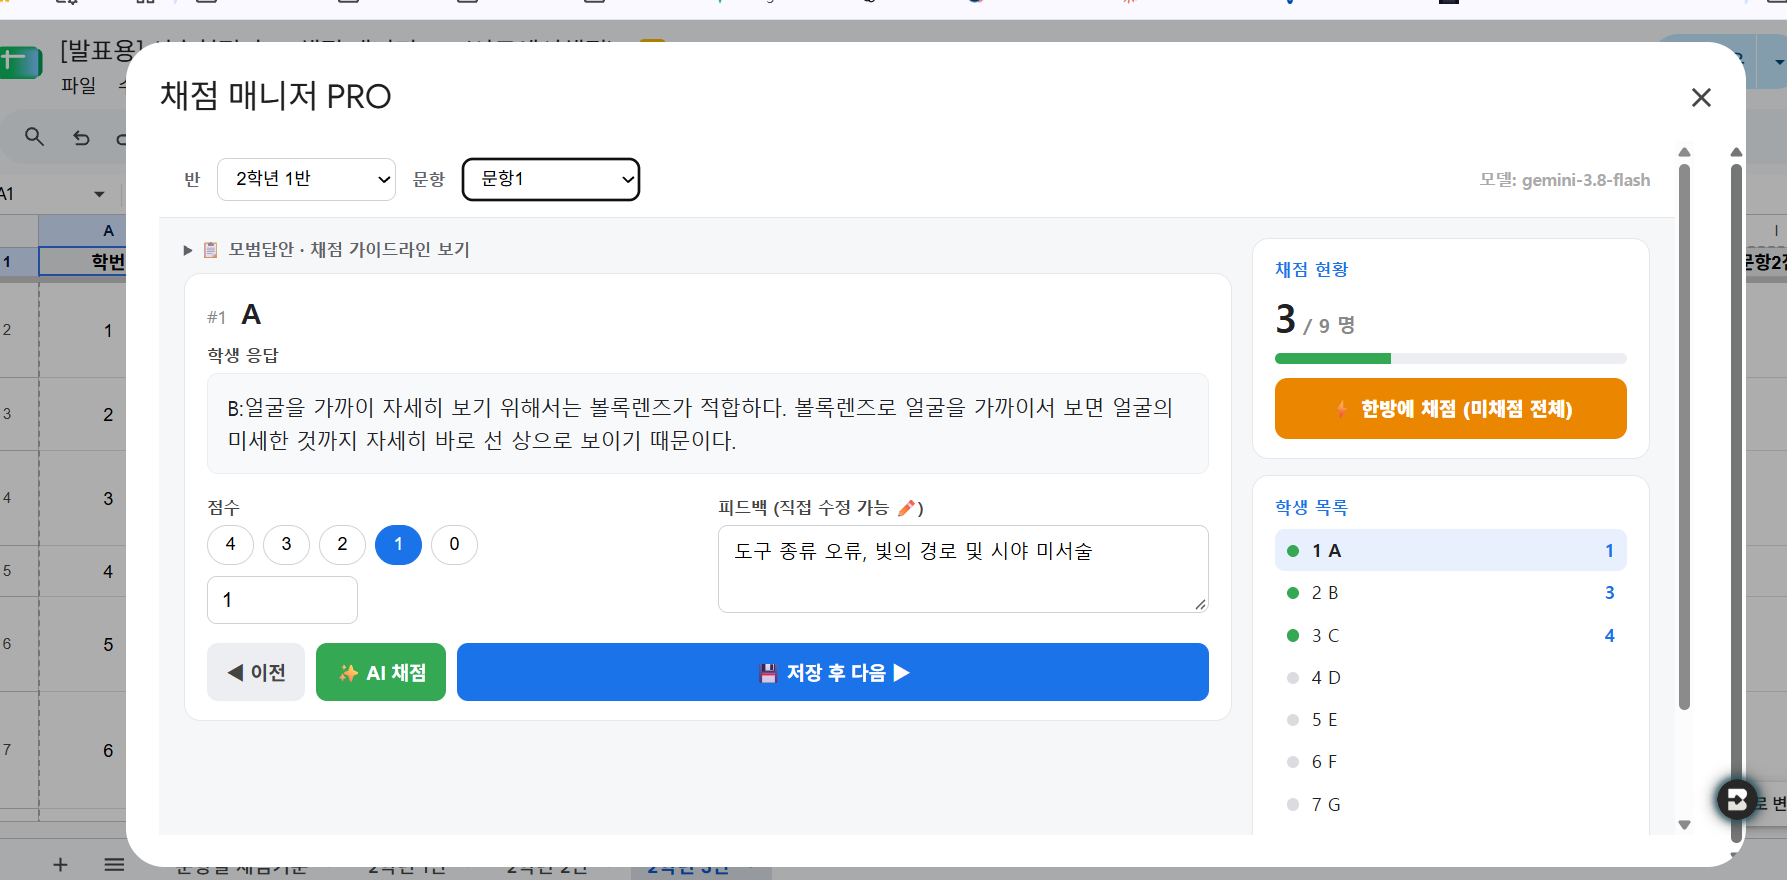 [발표용]
파일
채점 매니저 PRO
반
2학년 1반
문항
문항1
모델: gemini-3.8-flash
A1
A
I
1
학번
문항2
▶ 📋 모범답안 · 채점 가이드라인 보기
#1 A
학생 응답
B:얼굴을 가까이 자세히 보기 위해서는 볼록렌즈가 적합하다. 볼록렌즈로 얼굴을 가까이서 보면 얼굴의
미세한 것까지 자세히 바로 선 상으로 보이기 때문이다.
점수
4 3 2 1 0
1
피드백 (직접 수정 가능 ✏️)
도구 종류 오류, 빛의 경로 및 시야 미서술
◀ 이전
✨ AI 채점
💾 저장 후 다음 ▶
채점 현황
3 / 9 명
⚡ 한방에 채점 (미채점 전체)
학생 목록
1 A 1
2 B 3
3 C 4
4 D
5 E
6 F
7 G
2 1
3 2
4 3
5 4
6 5
7 6
로 변